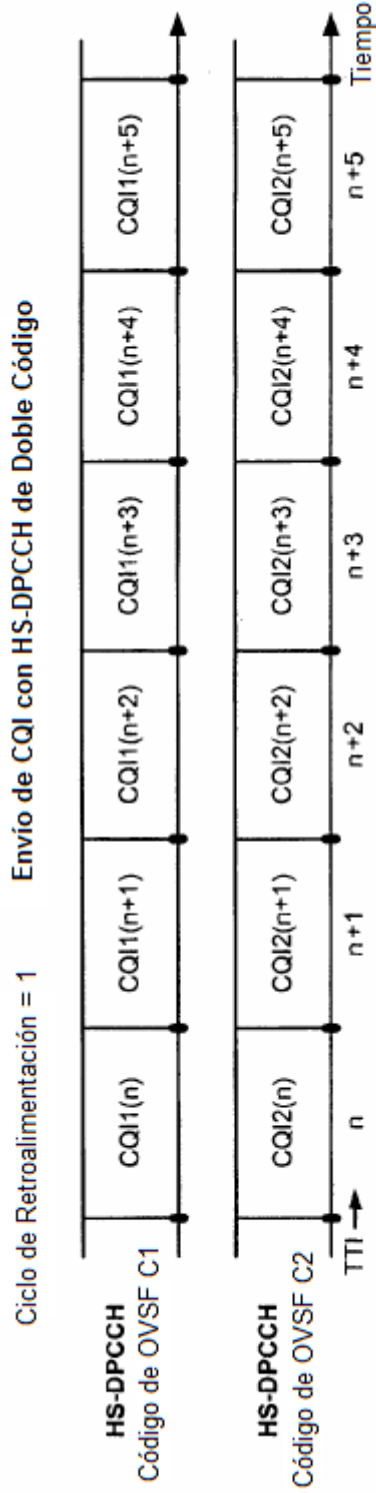 Envío de CQI con HS-DPCCH de Doble Código
Ciclo de Retroalimentación = 1
HS-DPCCH
Código de OVSF C1
CQI1(n) CQI1(n+1) CQI1(n+2) CQI1(n+3) CQI1(n+4) CQI1(n+5)
HS-DPCCH
Código de OVSF C2
CQI2(n) CQI2(n+1) CQI2(n+2) CQI2(n+3) CQI2(n+4) CQI2(n+5)
TTI n n+1 n+2 n+3 n+4 n+5 Tiempo